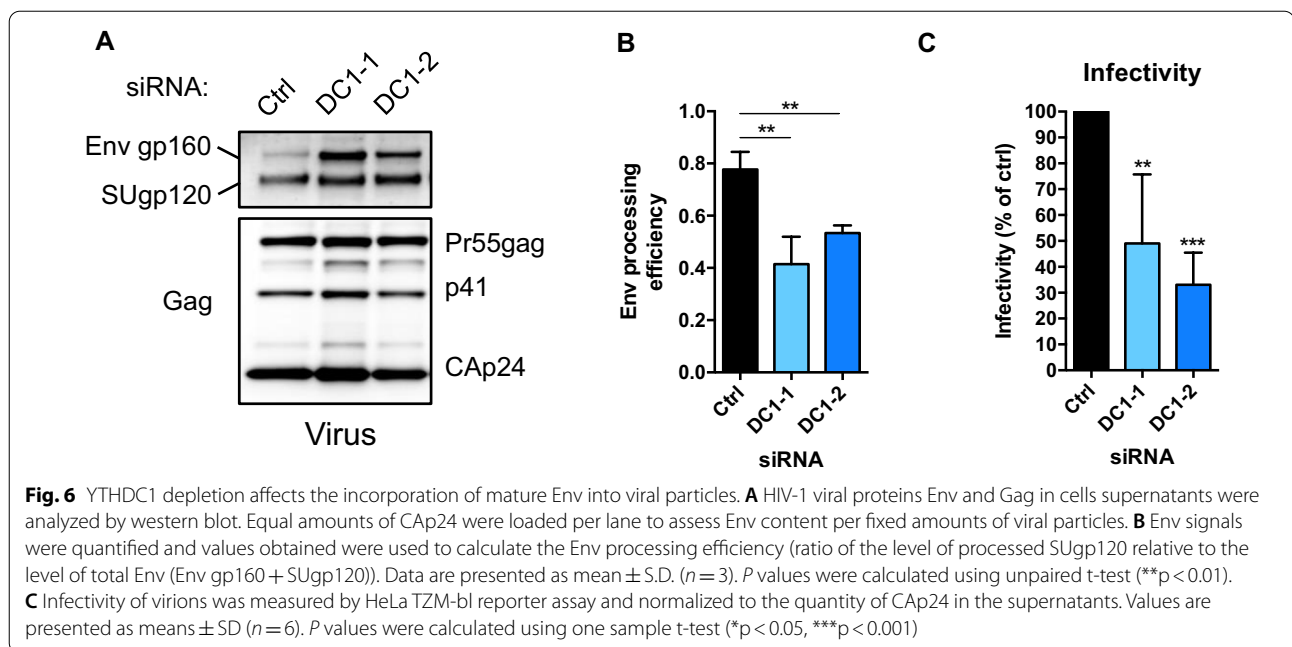 A
siRNA:
Ctrl
DC1-1
DC1-2
Env gp160
SUgp120
Gag
Pr55gag
p41
CAp24
Virus
B
Env processing
efficiency
1.0
0.8
0.6
0.4
0.2
0.0
**
**
Ctrl
DC1-1
DC1-2
siRNA
C
Infectivity
Infectivity (% of ctrl)
100
90
80
70
60
50
40
30
20
10
0
**
***
Ctrl
DC1-1
DC1-2
siRNA
Fig. 6 YTHDC1 depletion affects the incorporation of mature Env into viral particles. A HIV-1 viral proteins Env and Gag in cells supernatants were
analyzed by western blot. Equal amounts of CAp24 were loaded per lane to assess Env content per fixed amounts of viral particles. B Env signals
were quantified and values obtained were used to calculate the Env processing efficiency (ratio of the level of processed SUgp120 relative to the
level of total Env (Env gp160 + SUgp120)). Data are presented as mean ± S.D. (n = 3). P values were calculated using unpaired t-test (**p < 0.01).
C Infectivity of virions was measured by HeLa TZM-bl reporter assay and normalized to the quantity of CAp24 in the supernatants. Values are
presented as means ± SD (n = 6). P values were calculated using one sample t-test (*p < 0.05, ***p < 0.001)